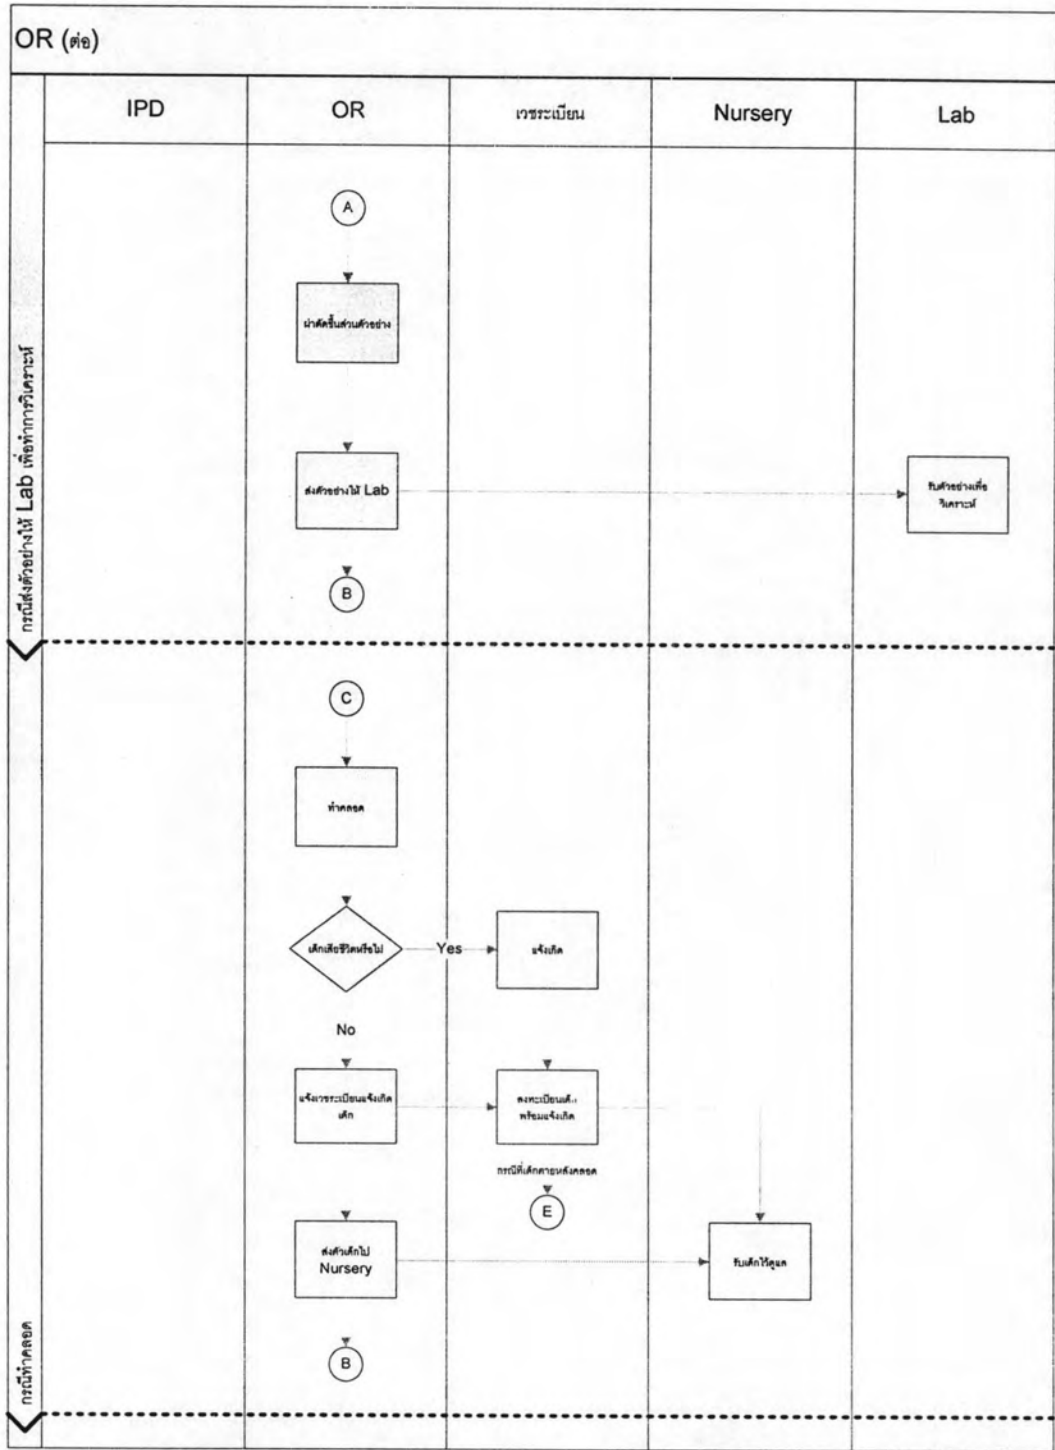 OR (ต่อ)
IPD
OR
เวชระเบียน
Nursery
Lab
กรณีส่งตัวอย่างให้ Lab เพื่อทำการวิเคราะห์
A
ผ่าตัดชิ้นส่วนตัวอย่าง
ส่งตัวอย่างให้ Lab
รับตัวอย่างเพื่อ
วิเคราะห์
B
กรณีทำคลอด
C
ทำคลอด
เด็กเสียชีวิตหรือไม่
Yes
แจ้งเกิด
No
แจ้งเวชระเบียนแจ้งเกิด
เด็ก
ลงทะเบียนเด็ก
พร้อมแจ้งเกิด
กรณีที่เด็กตายหลังคลอด
E
ส่งตัวเด็กไป
Nursery
รับเด็กไว้ดูแล
B